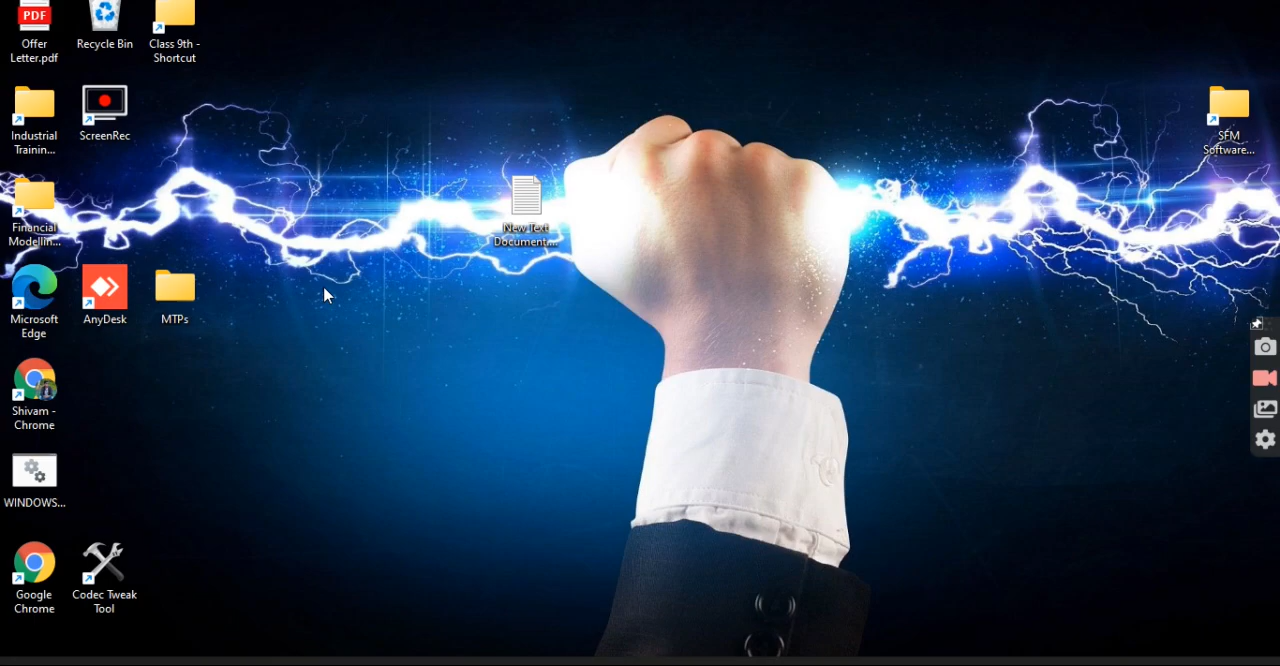 PDF
Offer
Letter.pdf
Recycle Bin
Class 9th -
Shortcut
Industrial
Trainin...
ScreenRec
SFM
Software...
Financial
Modellin...
New Text
Document....
Microsoft
Edge
AnyDesk
MTPs
Shivam -
Chrome
WINDOWS...
Google
Chrome
Codec Tweak
Tool